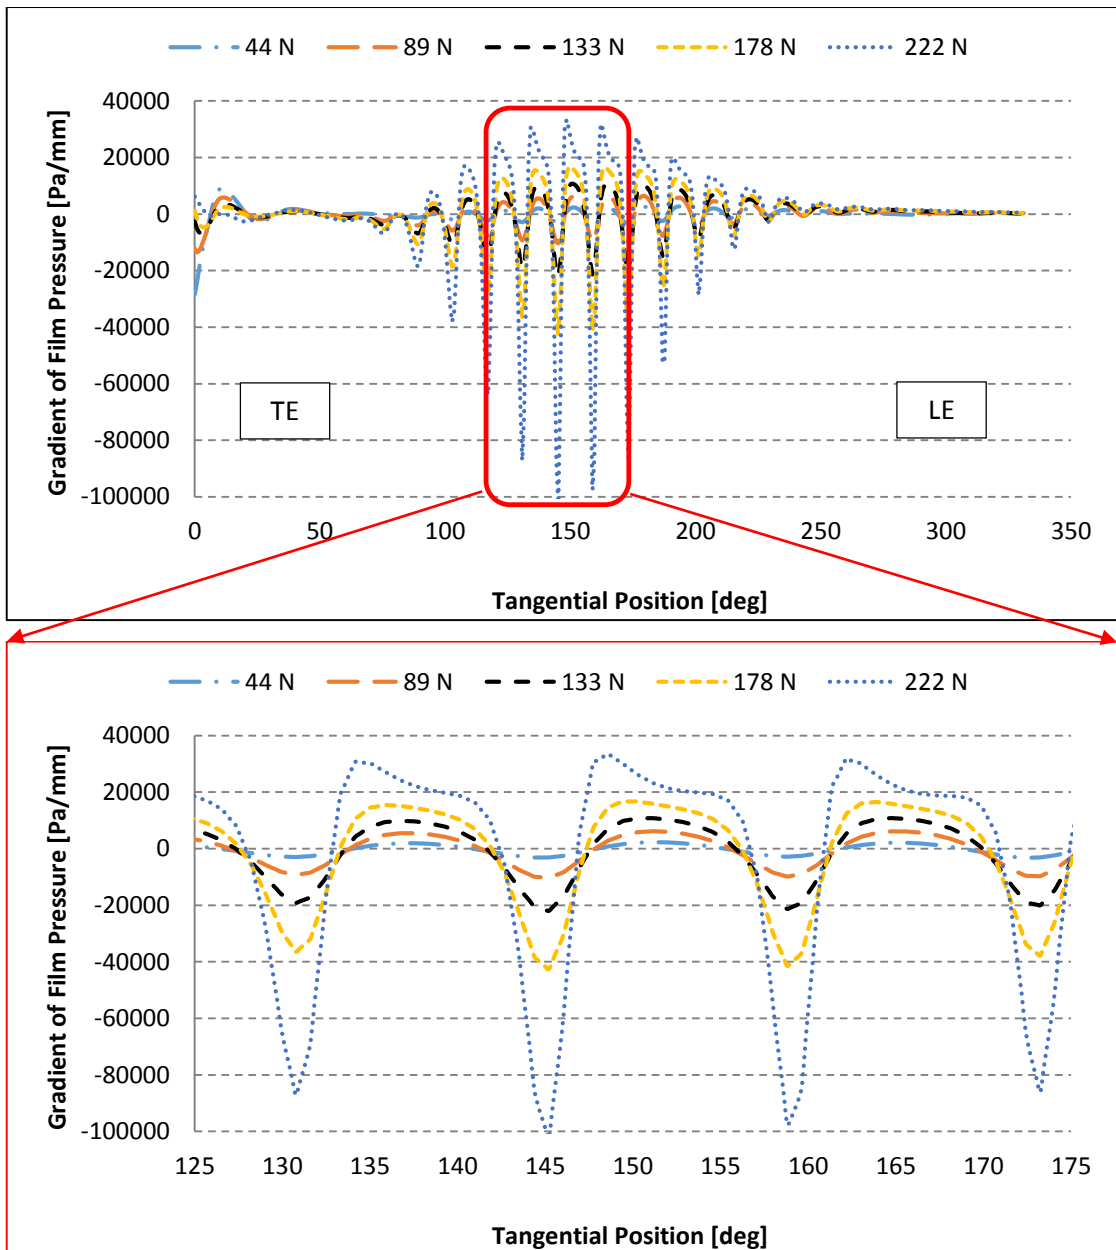 44 N 89 N 133 N 178 N 222 N
Gradient of Film Pressure [Pa/mm]
40000
20000
0
-20000
-40000
-60000
-80000
-100000
TE
LE
0 50 100 150 200 250 300 350
Tangential Position [deg]
44 N 89 N 133 N 178 N 222 N
Gradient of Film Pressure [Pa/mm]
40000
20000
0
-20000
-40000
-60000
-80000
-100000
125 130 135 140 145 150 155 160 165 170 175
Tangential Position [deg]